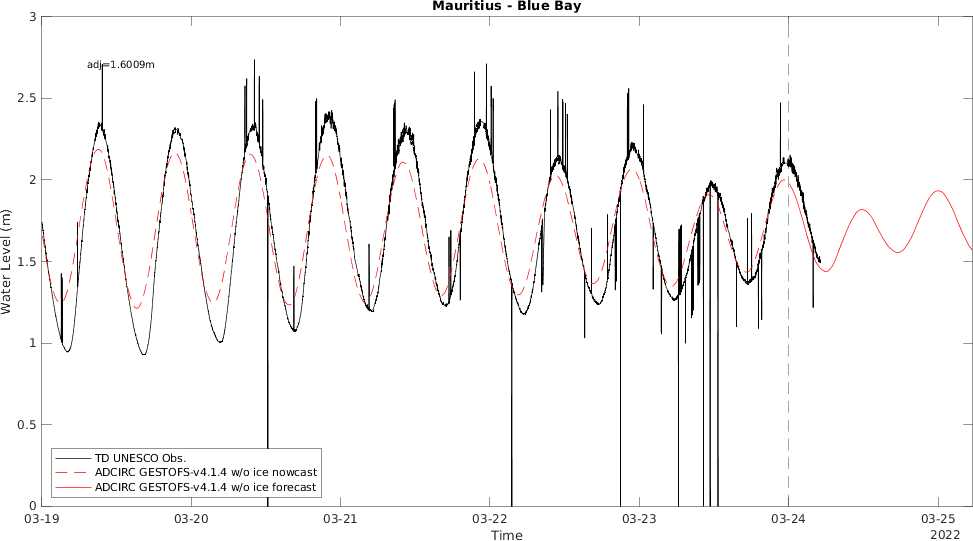 Mauritius - Blue Bay
adj=1.6009m
3
2.5
2
1.5
1
0.5
0
Water Level (m)
TD UNESCO Obs.
ADCIRC GESTOFS-v4.1.4 w/o ice nowcast
ADCIRC GESTOFS-v4.1.4 w/o ice forecast
03-19 03-20 03-21 03-22 03-23 03-24 03-25
Time
2022